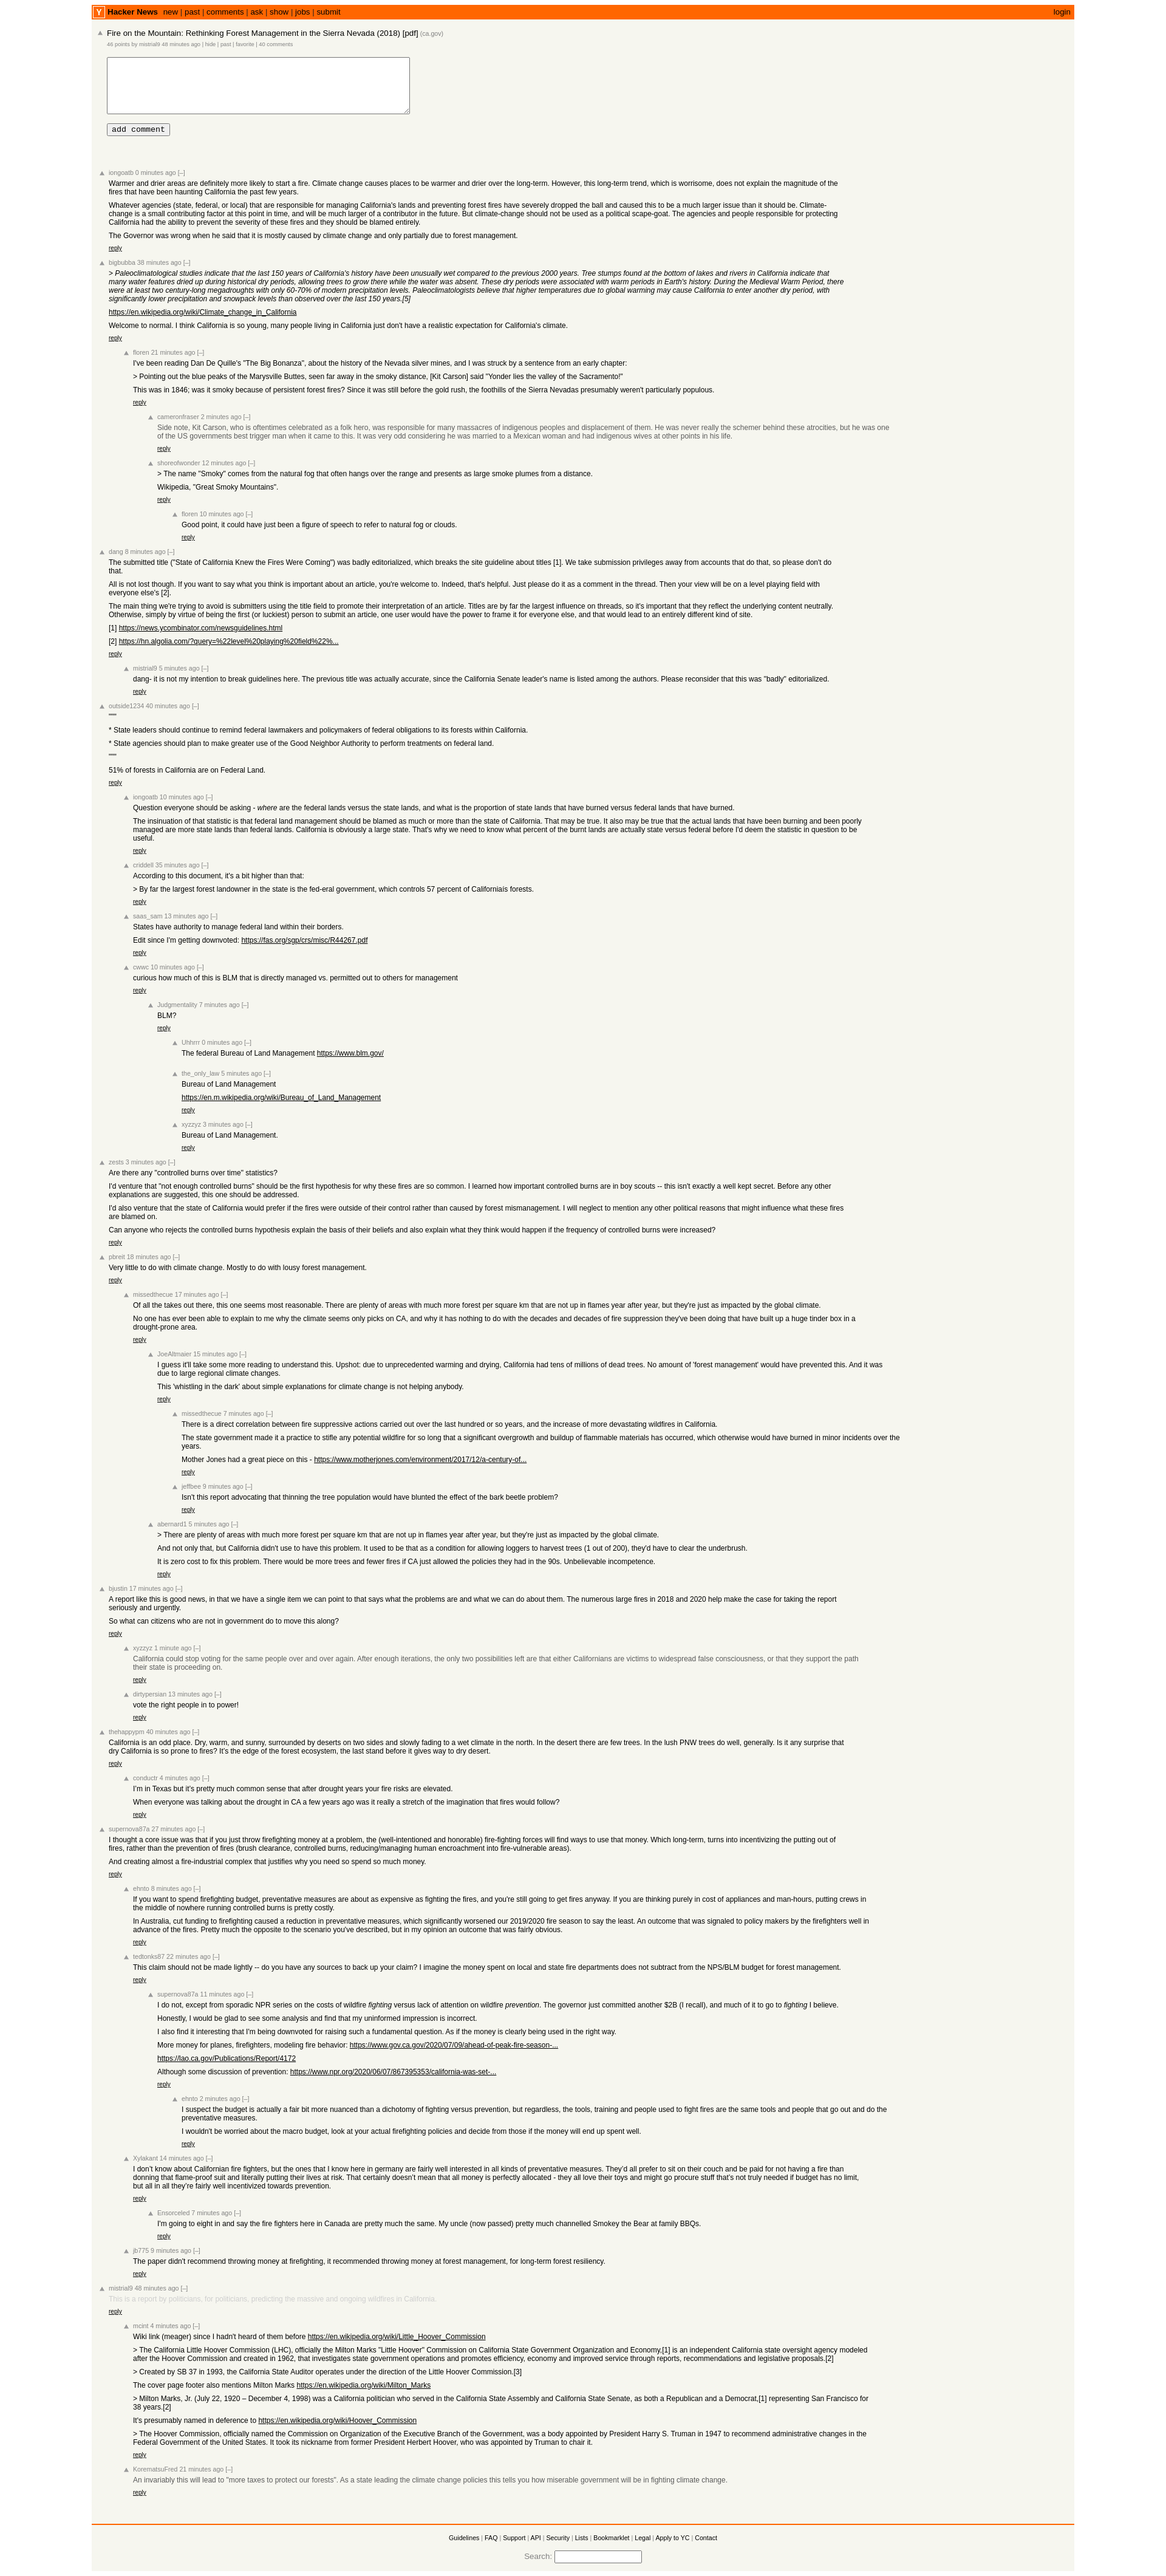 Y Hacker News new | past | comments | ask | show | jobs | submit login
Fire on the Mountain: Rethinking Forest Management in the Sierra Nevada (2018) [pdf] (ca.gov)
46 points by mistrial9 48 minutes ago | hide | past | favorite | 40 comments
add comment
iongoatb 0 minutes ago [–]
Warmer and drier areas are definitely more likely to start a fire. Climate change causes places to be warmer and drier over the long-term. However, this long-term trend, which is worrisome, does not explain the magnitude of the
fires that have been haunting California the past few years.
Whatever agencies (state, federal, or local) that are responsible for managing California's lands and preventing forest fires have severely dropped the ball and caused this to be a much larger issue than it should be. Climate-
change is a small contributing factor at this point in time, and will be much larger of a contributor in the future. But climate-change should not be used as a political scape-goat. The agencies and people responsible for protecting
California had the ability to prevent the severity of these fires and they should be blamed entirely.
The Governor was wrong when he said that it is mostly caused by climate change and only partially due to forest management.
reply
bigbubba 38 minutes ago [–]
> Paleoclimatological studies indicate that the last 150 years of California's history have been unusually wet compared to the previous 2000 years. Tree stumps found at the bottom of lakes and rivers in California indicate that
many water features dried up during historical dry periods, allowing trees to grow there while the water was absent. These dry periods were associated with warm periods in Earth's history. During the Medieval Warm Period, there
were at least two century-long megadroughts with only 60-70% of modern precipitation levels. Paleoclimatologists believe that higher temperatures due to global warming may cause California to enter another dry period, with
significantly lower precipitation and snowpack levels than observed over the last 150 years.[5]
https://en.wikipedia.org/wiki/Climate_change_in_California
Welcome to normal. I think California is so young, many people living in California just don't have a realistic expectation for California's climate.
reply
floren 21 minutes ago [–]
I've been reading Dan De Quille's "The Big Bonanza", about the history of the Nevada silver mines, and I was struck by a sentence from an early chapter:
> Pointing out the blue peaks of the Marysville Buttes, seen far away in the smoky distance, [Kit Carson] said "Yonder lies the valley of the Sacramento!"
This was in 1846; was it smoky because of persistent forest fires? Since it was still before the gold rush, the foothills of the Sierra Nevadas presumably weren't particularly populous.
reply
cameronfraser 2 minutes ago [–]
Side note, Kit Carson, who is oftentimes celebrated as a folk hero, was responsible for many massacres of indigenous peoples and displacement of them. He was never really the schemer behind these atrocities, but he was one
of the US governments best trigger man when it came to this. It was very odd considering he was married to a Mexican woman and had indigenous wives at other points in his life.
reply
shoreofwonder 12 minutes ago [–]
> The name "Smoky" comes from the natural fog that often hangs over the range and presents as large smoke plumes from a distance.
Wikipedia, "Great Smoky Mountains".
reply
floren 10 minutes ago [–]
Good point, it could have just been a figure of speech to refer to natural fog or clouds.
reply
dang 8 minutes ago [–]
The submitted title ("State of California Knew the Fires Were Coming") was badly editorialized, which breaks the site guideline about titles [1]. We take submission privileges away from accounts that do that, so please don't do
that.
All is not lost though. If you want to say what you think is important about an article, you're welcome to. Indeed, that's helpful. Just please do it as a comment in the thread. Then your view will be on a level playing field with
everyone else's [2].
The main thing we're trying to avoid is submitters using the title field to promote their interpretation of an article. Titles are by far the largest influence on threads, so it's important that they reflect the underlying content neutrally.
Otherwise, simply by virtue of being the first (or luckiest) person to submit an article, one user would have the power to frame it for everyone else, and that would lead to an entirely different kind of site.
[1] https://news.ycombinator.com/newsguidelines.html
[2] https://hn.algolia.com/?query=%22level%20playing%20field%22%...
reply
mistrial9 5 minutes ago [–]
dang- it is not my intention to break guidelines here. The previous title was actually accurate, since the California Senate leader's name is listed among the authors. Please reconsider that this was "badly" editorialized.
reply
outside1234 40 minutes ago [–]
"""
* State leaders should continue to remind federal lawmakers and policymakers of federal obligations to its forests within California.
* State agencies should plan to make greater use of the Good Neighbor Authority to perform treatments on federal land.
"""
51% of forests in California are on Federal Land.
reply
iongoatb 10 minutes ago [–]
Question everyone should be asking - where are the federal lands versus the state lands, and what is the proportion of state lands that have burned versus federal lands that have burned.
The insinuation of that statistic is that federal land management should be blamed as much or more than the state of California. That may be true. It also may be true that the actual lands that have been burning and been poorly
managed are more state lands than federal lands. California is obviously a large state. That's why we need to know what percent of the burnt lands are actually state versus federal before I'd deem the statistic in question to be
useful.
reply
criddell 35 minutes ago [–]
According to this document, it's a bit higher than that:
> By far the largest forest landowner in the state is the fed-eral government, which controls 57 percent of Californiaís forests.
reply
saas_sam 13 minutes ago [–]
States have authority to manage federal land within their borders.
Edit since I'm getting downvoted: https://fas.org/sgp/crs/misc/R44267.pdf
reply
cwwc 10 minutes ago [–]
curious how much of this is BLM that is directly managed vs. permitted out to others for management
reply
Judgmentality 7 minutes ago [–]
BLM?
reply
Uhhrrr 0 minutes ago [–]
The federal Bureau of Land Management https://www.blm.gov/
the_only_law 5 minutes ago [–]
Bureau of Land Management
https://en.m.wikipedia.org/wiki/Bureau_of_Land_Management
reply
xyzzyz 3 minutes ago [–]
Bureau of Land Management.
reply
zests 3 minutes ago [–]
Are there any "controlled burns over time" statistics?
I'd venture that "not enough controlled burns" should be the first hypothesis for why these fires are so common. I learned how important controlled burns are in boy scouts -- this isn't exactly a well kept secret. Before any other
explanations are suggested, this one should be addressed.
I'd also venture that the state of California would prefer if the fires were outside of their control rather than caused by forest mismanagement. I will neglect to mention any other political reasons that might influence what these fires
are blamed on.
Can anyone who rejects the controlled burns hypothesis explain the basis of their beliefs and also explain what they think would happen if the frequency of controlled burns were increased?
reply
pbreit 18 minutes ago [–]
Very little to do with climate change. Mostly to do with lousy forest management.
reply
missedthecue 17 minutes ago [–]
Of all the takes out there, this one seems most reasonable. There are plenty of areas with much more forest per square km that are not up in flames year after year, but they're just as impacted by the global climate.
No one has ever been able to explain to me why the climate seems only picks on CA, and why it has nothing to do with the decades and decades of fire suppression they've been doing that have built up a huge tinder box in a
drought-prone area.
reply
JoeAltmaier 15 minutes ago [–]
I guess it'll take some more reading to understand this. Upshot: due to unprecedented warming and drying, California had tens of millions of dead trees. No amount of 'forest management' would have prevented this. And it was
due to large regional climate changes.
This 'whistling in the dark' about simple explanations for climate change is not helping anybody.
reply
missedthecue 7 minutes ago [–]
There is a direct correlation between fire suppressive actions carried out over the last hundred or so years, and the increase of more devastating wildfires in California.
The state government made it a practice to stifle any potential wildfire for so long that a significant overgrowth and buildup of flammable materials has occurred, which otherwise would have burned in minor incidents over the
years.
Mother Jones had a great piece on this - https://www.motherjones.com/environment/2017/12/a-century-of...
reply
jeffbee 9 minutes ago [–]
Isn't this report advocating that thinning the tree population would have blunted the effect of the bark beetle problem?
reply
abernard1 5 minutes ago [–]
> There are plenty of areas with much more forest per square km that are not up in flames year after year, but they're just as impacted by the global climate.
And not only that, but California didn't use to have this problem. It used to be that as a condition for allowing loggers to harvest trees (1 out of 200), they'd have to clear the underbrush.
It is zero cost to fix this problem. There would be more trees and fewer fires if CA just allowed the policies they had in the 90s. Unbelievable incompetence.
reply
bjustin 17 minutes ago [–]
A report like this is good news, in that we have a single item we can point to that says what the problems are and what we can do about them. The numerous large fires in 2018 and 2020 help make the case for taking the report
seriously and urgently.
So what can citizens who are not in government do to move this along?
reply
xyzzyz 1 minute ago [–]
California could stop voting for the same people over and over again. After enough iterations, the only two possibilities left are that either Californians are victims to widespread false consciousness, or that they support the path
their state is proceeding on.
reply
dirtypersian 13 minutes ago [–]
vote the right people in to power!
reply
thehappypm 40 minutes ago [–]
California is an odd place. Dry, warm, and sunny, surrounded by deserts on two sides and slowly fading to a wet climate in the north. In the desert there are few trees. In the lush PNW trees do well, generally. Is it any surprise that
dry California is so prone to fires? It's the edge of the forest ecosystem, the last stand before it gives way to dry desert.
reply
conductr 4 minutes ago [–]
I'm in Texas but it's pretty much common sense that after drought years your fire risks are elevated.
When everyone was talking about the drought in CA a few years ago was it really a stretch of the imagination that fires would follow?
reply
supernova87a 27 minutes ago [–]
I thought a core issue was that if you just throw firefighting money at a problem, the (well-intentioned and honorable) fire-fighting forces will find ways to use that money. Which long-term, turns into incentivizing the putting out of
fires, rather than the prevention of fires (brush clearance, controlled burns, reducing/managing human encroachment into fire-vulnerable areas).
And creating almost a fire-industrial complex that justifies why you need so spend so much money.
reply
ehnto 8 minutes ago [–]
If you want to spend firefighting budget, preventative measures are about as expensive as fighting the fires, and you're still going to get fires anyway. If you are thinking purely in cost of appliances and man-hours, putting crews in
the middle of nowhere running controlled burns is pretty costly.
In Australia, cut funding to firefighting caused a reduction in preventative measures, which significantly worsened our 2019/2020 fire season to say the least. An outcome that was signaled to policy makers by the firefighters well in
advance of the fires. Pretty much the opposite to the scenario you've described, but in my opinion an outcome that was fairly obvious.
reply
tedtonks87 22 minutes ago [–]
This claim should not be made lightly -- do you have any sources to back up your claim? I imagine the money spent on local and state fire departments does not subtract from the NPS/BLM budget for forest management.
reply
supernova87a 11 minutes ago [–]
I do not, except from sporadic NPR series on the costs of wildfire fighting versus lack of attention on wildfire prevention. The governor just committed another $2B (I recall), and much of it to go to fighting I believe.
Honestly, I would be glad to see some analysis and find that my uninformed impression is incorrect.
I also find it interesting that I'm being downvoted for raising such a fundamental question. As if the money is clearly being used in the right way.
More money for planes, firefighters, modeling fire behavior: https://www.gov.ca.gov/2020/07/09/ahead-of-peak-fire-season-...
https://lao.ca.gov/Publications/Report/4172
Although some discussion of prevention: https://www.npr.org/2020/06/07/867395353/california-was-set-...
reply
ehnto 2 minutes ago [–]
I suspect the budget is actually a fair bit more nuanced than a dichotomy of fighting versus prevention, but regardless, the tools, training and people used to fight fires are the same tools and people that go out and do the
preventative measures.
I wouldn't be worried about the macro budget, look at your actual firefighting policies and decide from those if the money will end up spent well.
reply
Xylakant 14 minutes ago [–]
I don't know about Californian fire fighters, but the ones that I know here in germany are fairly well interested in all kinds of preventative measures. They'd all prefer to sit on their couch and be paid for not having a fire than
donning that flame-proof suit and literally putting their lives at risk. That certainly doesn't mean that all money is perfectly allocated - they all love their toys and might go procure stuff that's not truly needed if budget has no limit,
but all in all they're fairly well incentivized towards prevention.
reply
Ensorceled 7 minutes ago [–]
I'm going to eight in and say the fire fighters here in Canada are pretty much the same. My uncle (now passed) pretty much channelled Smokey the Bear at family BBQs.
reply
jb775 9 minutes ago [–]
The paper didn't recommend throwing money at firefighting, it recommended throwing money at forest management, for long-term forest resiliency.
reply
mistrial9 48 minutes ago [–]
This is a report by politicians, for politicians, predicting the massive and ongoing wildfires in California.
reply
mcint 4 minutes ago [–]
Wiki link (meager) since I hadn't heard of them before https://en.wikipedia.org/wiki/Little_Hoover_Commission
> The California Little Hoover Commission (LHC), officially the Milton Marks "Little Hoover" Commission on California State Government Organization and Economy,[1] is an independent California state oversight agency modeled
after the Hoover Commission and created in 1962, that investigates state government operations and promotes efficiency, economy and improved service through reports, recommendations and legislative proposals.[2]
> Created by SB 37 in 1993, the California State Auditor operates under the direction of the Little Hoover Commission.[3]
The cover page footer also mentions Milton Marks https://en.wikipedia.org/wiki/Milton_Marks
> Milton Marks, Jr. (July 22, 1920 – December 4, 1998) was a California politician who served in the California State Assembly and California State Senate, as both a Republican and a Democrat,[1] representing San Francisco for
38 years.[2]
It's presumably named in deference to https://en.wikipedia.org/wiki/Hoover_Commission
> The Hoover Commission, officially named the Commission on Organization of the Executive Branch of the Government, was a body appointed by President Harry S. Truman in 1947 to recommend administrative changes in the
Federal Government of the United States. It took its nickname from former President Herbert Hoover, who was appointed by Truman to chair it.
reply
KorematsuFred 21 minutes ago [–]
An invariably this will lead to "more taxes to protect our forests". As a state leading the climate change policies this tells you how miserable government will be in fighting climate change.
reply
Guidelines | FAQ | Support | API | Security | Lists | Bookmarklet | Legal | Apply to YC | Contact
Search: